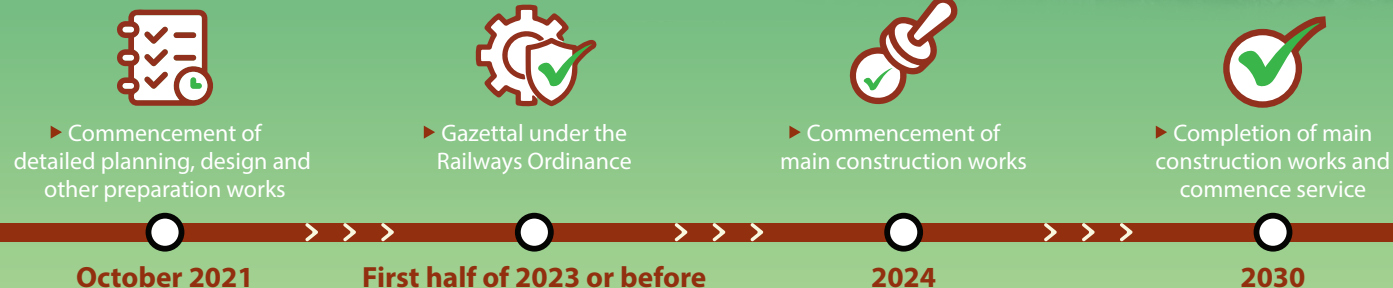 ▶ Commencement of
detailed planning, design and
other preparation works
October 2021
▶ Gazettal under the
Railways Ordinance
First half of 2023 or before
▶ Commencement of
main construction works
2024
▶ Completion of main
construction works and
commence service
2030